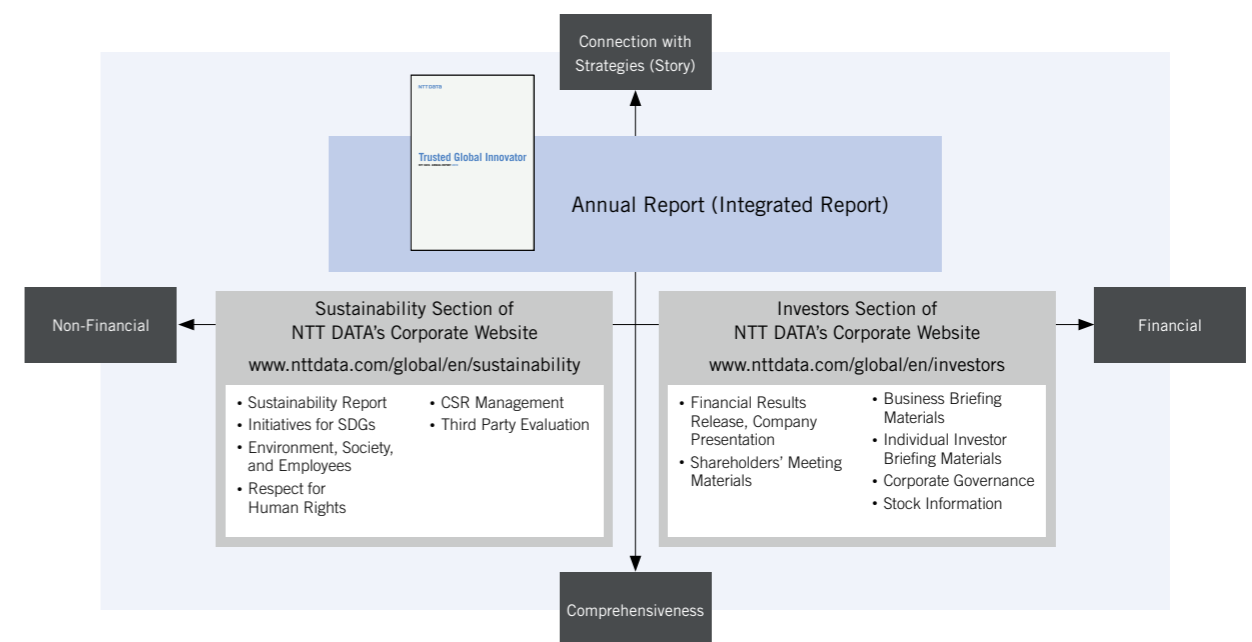 Connection with
Strategies (Story)
NTT DATA
Trusted Global Innovator
Annual Report (Integrated Report)
Non-Financial
Sustainability Section of
NTT DATA's Corporate Website
www.nttdata.com/global/en/sustainability
• Sustainability Report
• Initiatives for SDGs
• Environment, Society,
and Employees
• Respect for
Human Rights
• CSR Management
• Third Party Evaluation
Investors Section of
NTT DATA's Corporate Website
www.nttdata.com/global/en/investors
• Financial Results
Release, Company
Presentation
• Shareholders' Meeting
Materials
• Business Briefing
Materials
• Individual Investor
Briefing Materials
• Corporate Governance
• Stock Information
Financial
Comprehensiveness